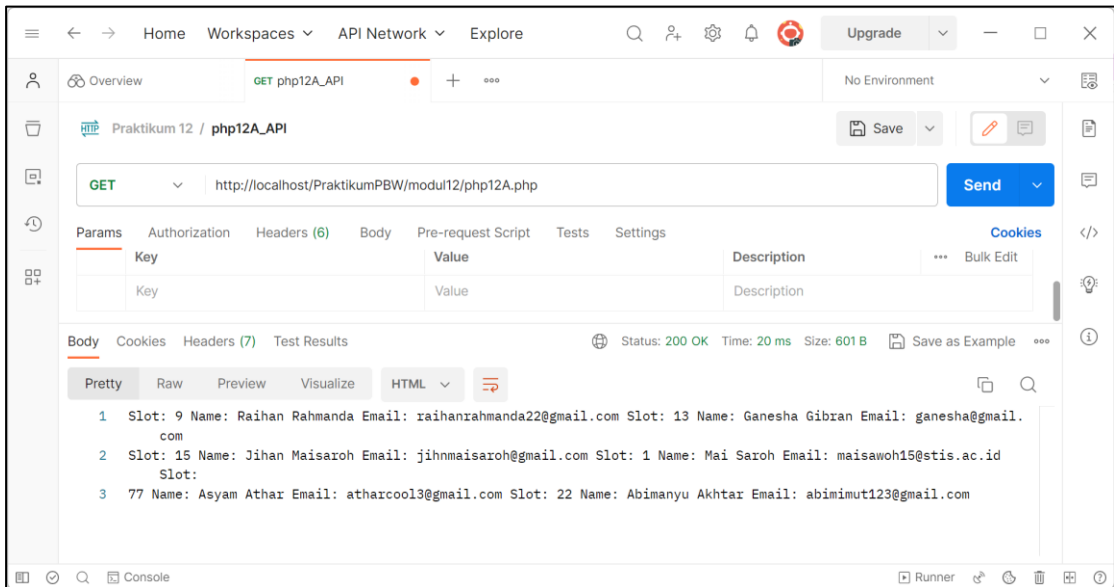 Home Workspaces API Network Explore Upgrade
Overview GET php12A_API No Environment
HTTP Praktikum 12 / php12A_API Save
GET http://localhost/PraktikumPBW/modul12/php12A.php Send
Params Authorization Headers (6) Body Pre-request Script Tests Settings Cookies
Key Value Description Bulk Edit
Key Value Description
Body Cookies Headers (7) Test Results Status: 200 OK Time: 20 ms Size: 601 B Save as Example
Pretty Raw Preview Visualize HTML
1 Slot: 9 Name: Raihan Rahmanda Email: raihanrahmanda22@gmail.com Slot: 13 Name: Ganesha Gibran Email: ganesha@gmail.
com
2 Slot: 15 Name: Jihan Maisaroh Email: jihnmaisaroh@gmail.com Slot: 1 Name: Mai Saroh Email: maisawoh15@stis.ac.id
Slot:
3 77 Name: Asyam Athar Email: atharcool3@gmail.com Slot: 22 Name: Abimanyu Akhtar Email: abimimut123@gmail.com
Console Runner